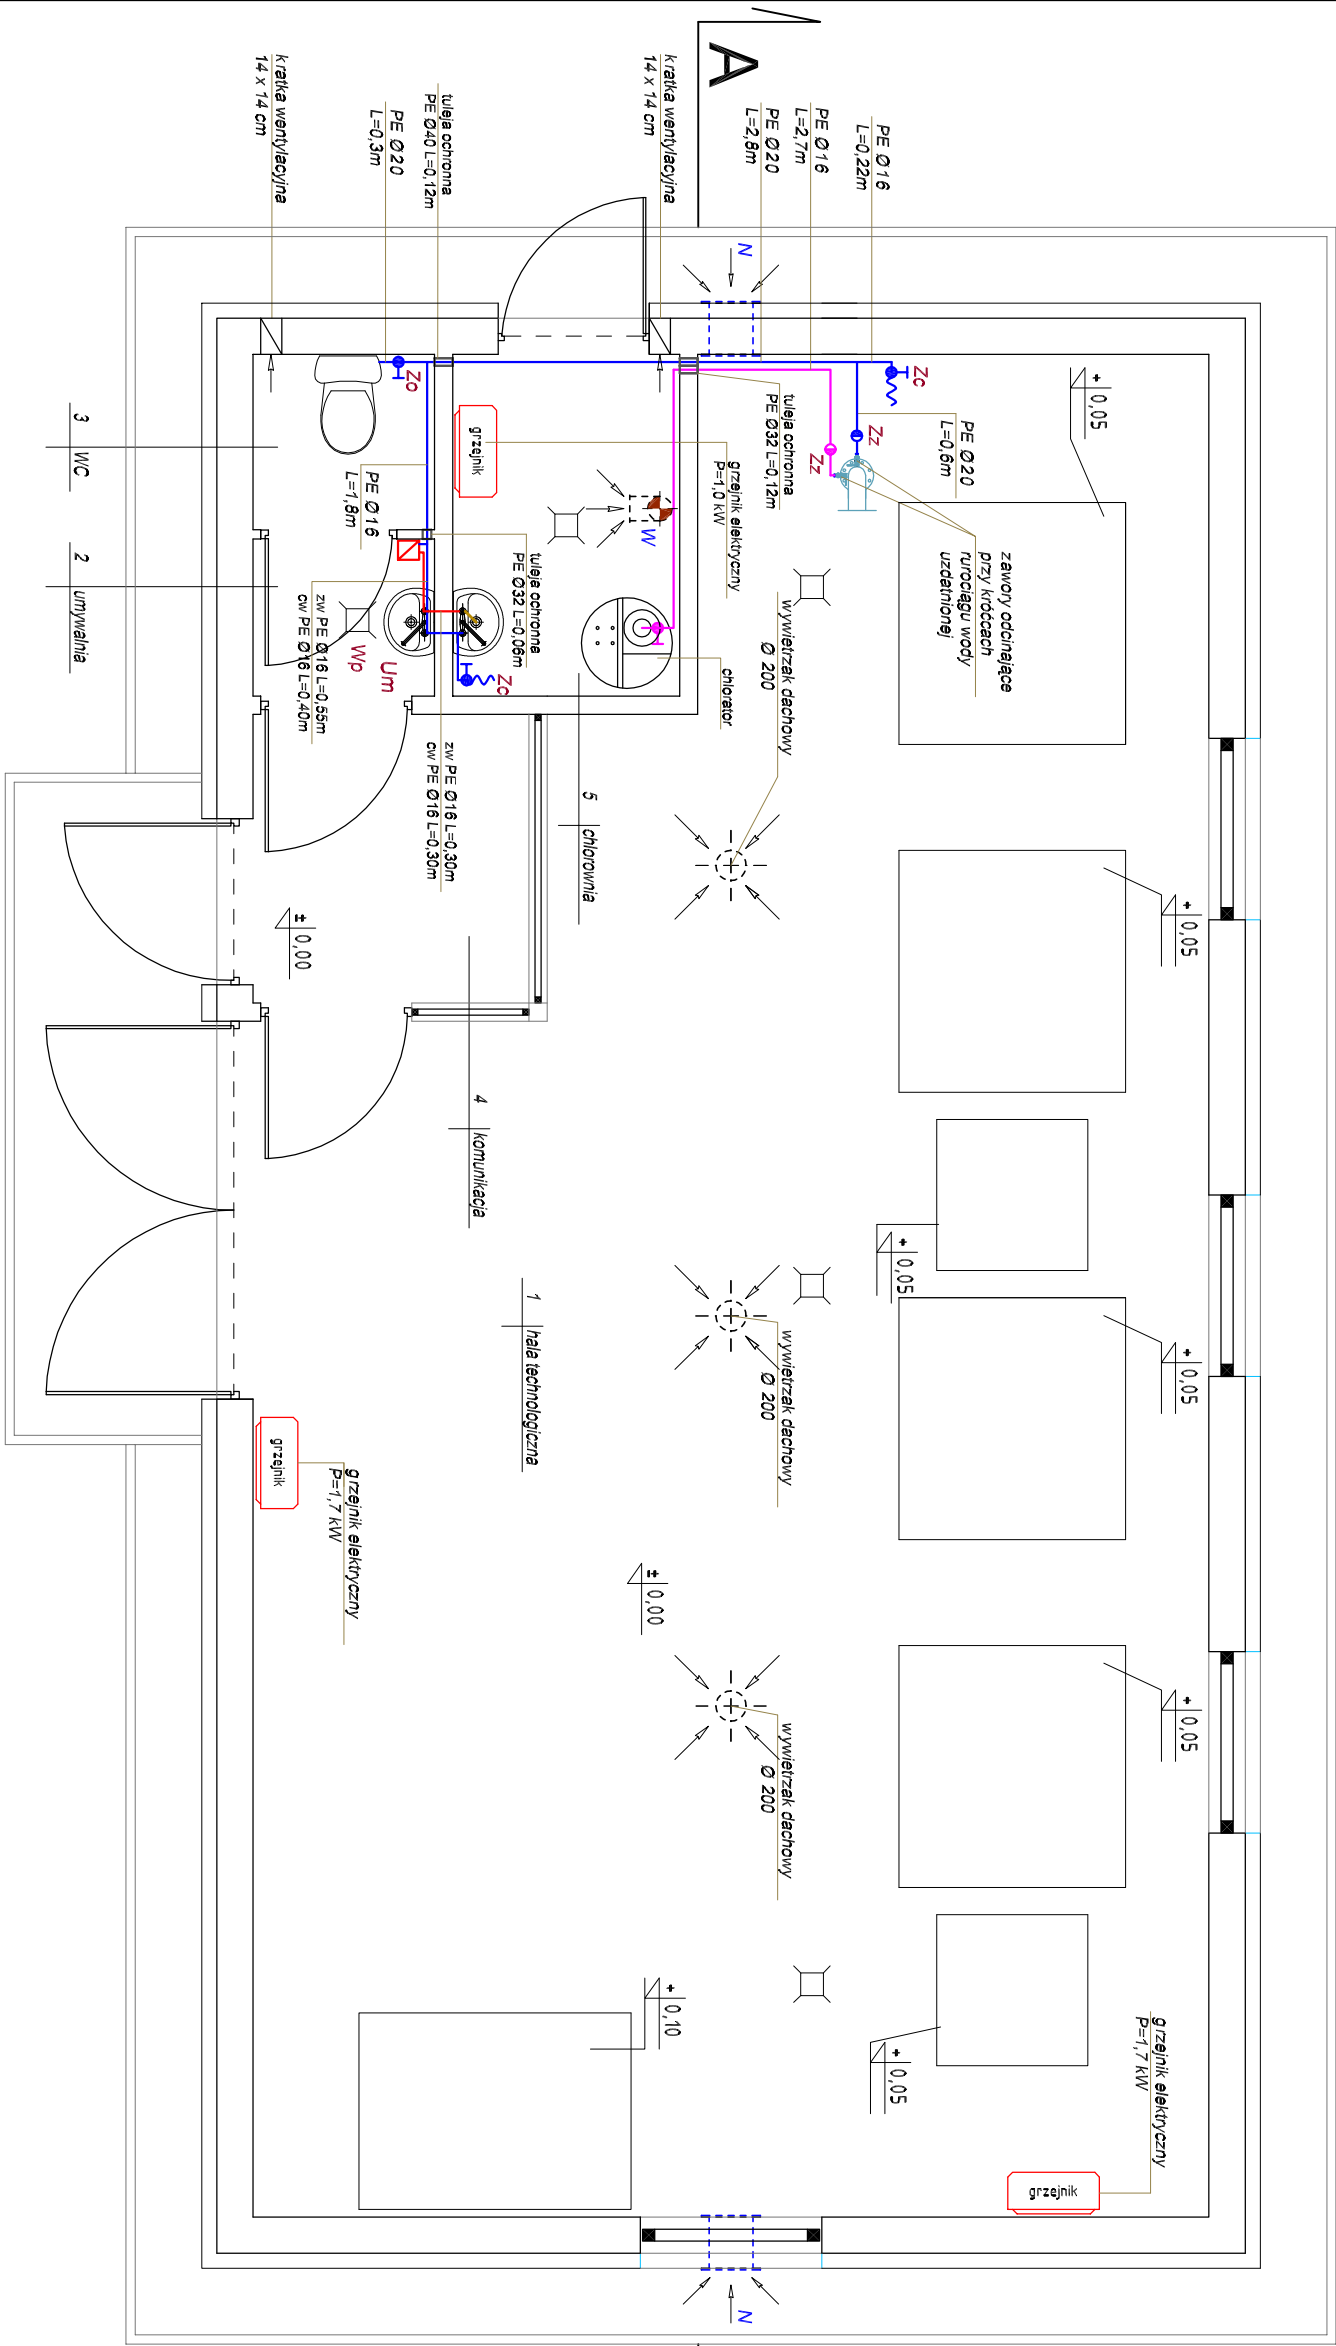 A
kratka wentylacyjna
14 x 14 cm
tuleja ochronna
PE Ø40 L=0,12m
PE Ø20
L=0,3m
kratka wentylacyjna
14 x 14 cm
PE Ø20
L=2,8m
PE Ø16
L=2,7m
PE Ø16
L=0,22m
N
Zo
Zc
Zz
Zz
+ 0,05
PE Ø20
L=0,6m
tuleja ochronna
PE Ø32 L=0,12m
grzejnik elektryczny
P=1,0 kW
grzejnik
W
PE Ø16
L=1,8m
tuleja ochronna
PE Ø32 L=0,06m
zawory odcinające
przy króćcach
rurociągu wody
uzdatnionej
wywietrzak dachowy
Ø 200
chlorator
3 WC
2 umywalnia
zw PE Ø16 L=0,55m
cw PE Ø16 L=0,40m
Wp
Um
Zc
zw PE Ø16 L=0,30m
cw PE Ø16 L=0,30m
5 chlorownia
± 0,00
+ 0,05
4 komunikacja
+ 0,05
1 hala technologiczna
wywietrzak dachowy
Ø 200
+ 0,05
grzejnik
grzejnik elektryczny
P=1,7 kW
± 0,00
+ 0,05
wywietrzak dachowy
Ø 200
+ 0,10
+ 0,05
grzejnik elektryczny
P=1,7 kW
grzejnik
N